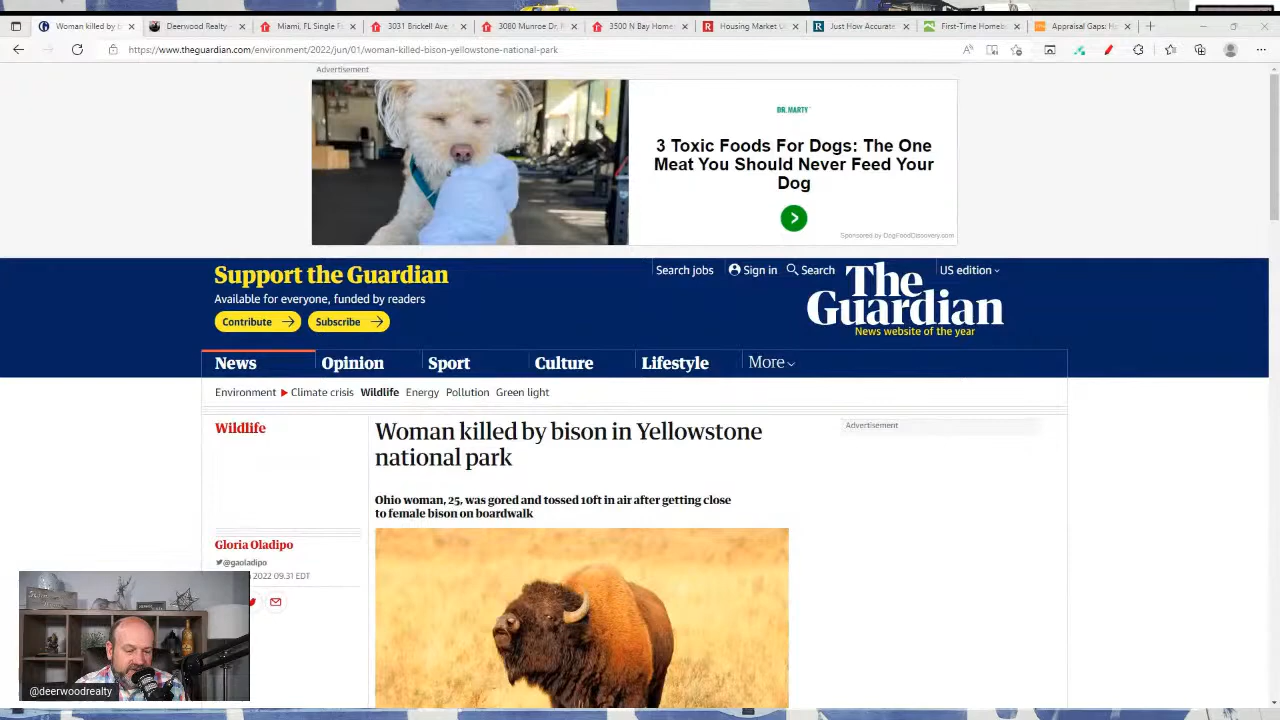 Woman killed by
Deerwood Realty
Miami, FL Single F
3031 Brickell Ave
3080 Munroe Dr,
3500 N Bay Home
Housing Market U
Just How Accurate
First-Time Homeb
Appraisal Gaps: H
https://www.theguardian.com/environment/2022/jun/01/woman-killed-bison-yellowstone-national-park
Advertisement
DR. MARTY
3 Toxic Foods For Dogs: The One
Meat You Should Never Feed Your
Dog
Sponsored by DogFoodDiscovery.com
Support the Guardian
Available for everyone, funded by readers
Contribute
Subscribe
Search jobs
Sign in
Search
US edition
The
Guardian
News website of the year
News
Opinion
Sport
Culture
Lifestyle
More
Environment
Climate crisis
Wildlife
Energy
Pollution
Green light
Wildlife
Woman killed by bison in Yellowstone
national park
Advertisement
Ohio woman, 25, was gored and tossed 10ft in air after getting close
to female bison on boardwalk
Gloria Oladipo
@gaoladipo
2022 09.31 EDT
@deerwoodrealty